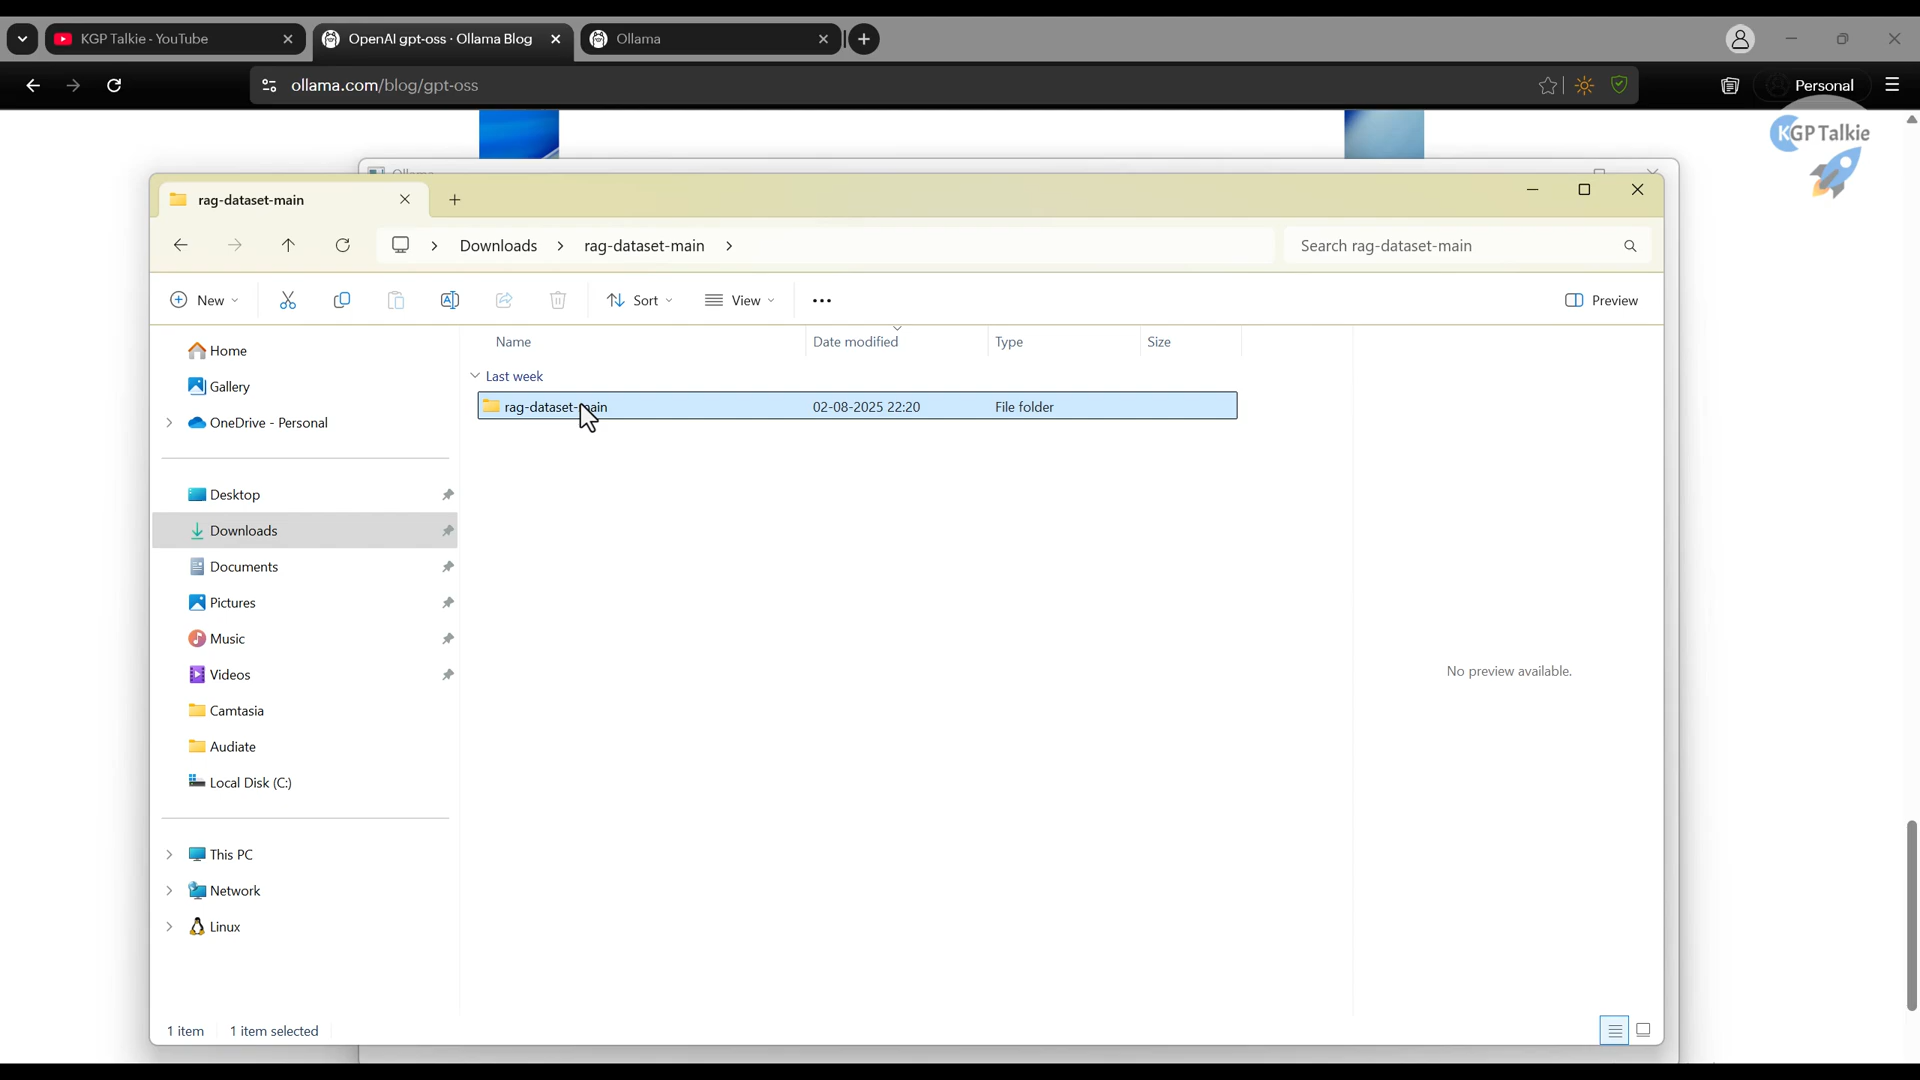 KGP Talkie - YouTube
OpenAI gpt-oss · Ollama Blog
Ollama
ollama.com/blog/gpt-oss
Personal
KGP Talkie
Ollama
rag-dataset-main
Downloads
rag-dataset-main
Search rag-dataset-main
New
Sort
View
Preview
Name
Date modified
Type
Size
Last week
rag-dataset-main
02-08-2025 22:20
File folder
Home
Gallery
OneDrive - Personal
Desktop
Downloads
Documents
Pictures
Music
Videos
Camtasia
Audiate
Local Disk (C:)
This PC
Network
Linux
No preview available.
1 item
1 item selected